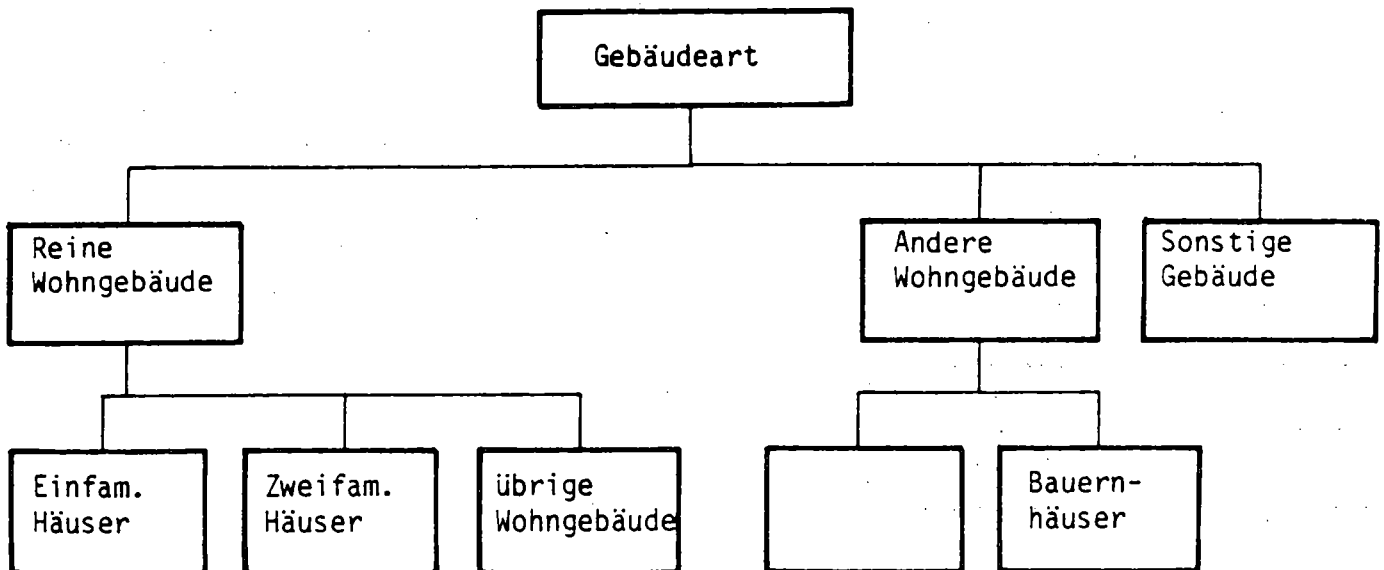 Gebäudeart
Reine
Wohngebäude
Andere
Wohngebäude
Sonstige
Gebäude
Einfam.
Häuser
Zweifam.
Häuser
übrige
Wohngebäude
Bauern-
häuser